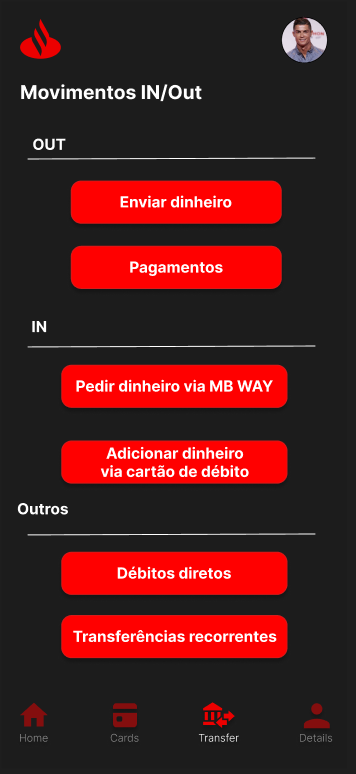 Movimentos IN/Out
OUT
Enviar dinheiro
Pagamentos
IN
Pedir dinheiro via MB WAY
Adicionar dinheiro
via cartão de débito
Outros
Débitos diretos
Transferências recorrentes
Home
Cards
Transfer
Details